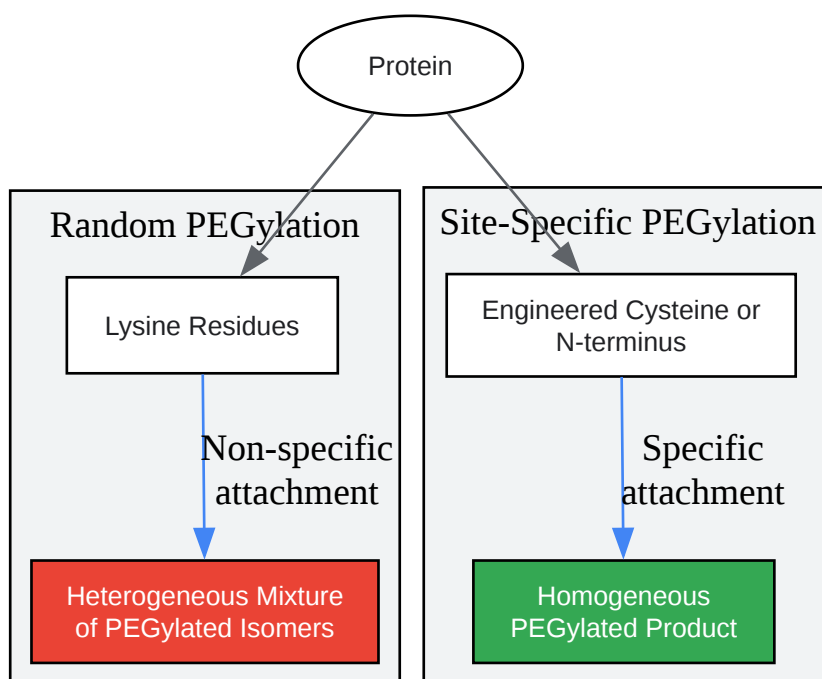 Protein
Random PEGylation
Lysine Residues
Non-specific
attachment
Heterogeneous Mixture
of PEGylated Isomers
Site-Specific PEGylation
Engineered Cysteine or
N-terminus
Specific
attachment
Homogeneous
PEGylated Product